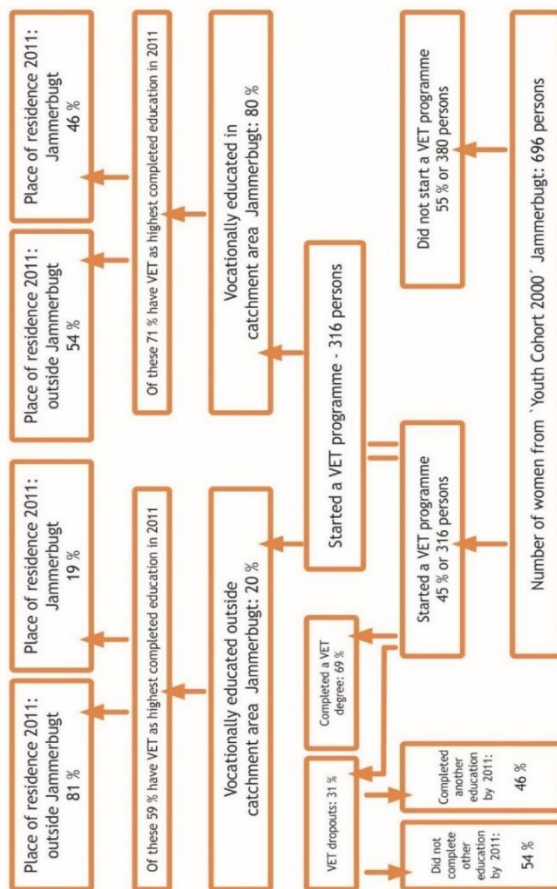 Place of residence 2011:
outside Jammerbugt
81 %
Place of residence 2011:
Jammerbugt
19 %
Place of residence 2011:
outside Jammerbugt
54 %
Place of residence 2011:
Jammerbugt
46 %
Of these 59 % have VET as highest completed education in 2011
Of these 71 % have VET as highest completed education in 2011
Vocationally educated outside
catchment area Jammerbugt: 20 %
Vocationally educated in
catchment area Jammerbugt: 80 %
Started a VET programme - 316 persons
VET dropouts: 31 %
Completed a VET
degree: 69 %
Did not
complete
other
education
by 2011:
54 %
Completed
another
education
by 2011:
46 %
Started a VET programme
45 % or 316 persons
Did not start a VET programme
55 % or 380 persons
Number of women from `Youth Cohort 2000´ Jammerbugt: 696 persons